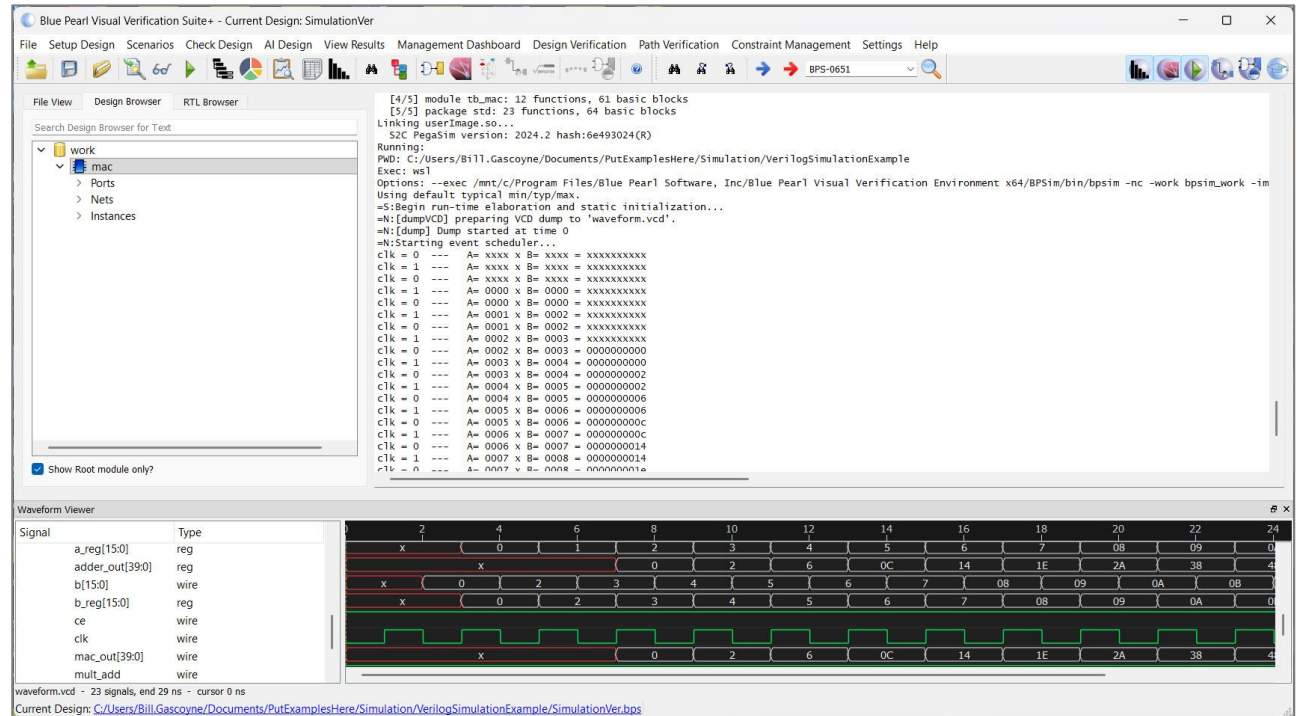 Blue Pearl Visual Verification Suite+ - Current Design: SimulationVer
File Setup Design Scenarios Check Design AI Design View Results Management Dashboard Design Verification Path Verification Constraint Management Settings Help
BPS-0651
File View Design Browser RTL Browser
Search Design Browser for Text
work
mac
Ports
Nets
Instances
Show Root module only?
[4/5] module tb_mac: 12 functions, 61 basic blocks
[5/5] package std: 23 functions, 64 basic blocks
Linking userImage.so...
S2C PegaSim version: 2024.2 hash:6e493024(R)
Running:
PWD: C:/Users/Bill.Gascoyne/Documents/PutExamplesHere/Simulation/VerilogSimulationExample
Exec: wsl
Options: --exec /mnt/c/Program Files/Blue Pearl Software, Inc/Blue Pearl Visual Verification Environment x64/BPSim/bin/bpsim -nc -work bpsim_work -im
Using default typical min/typ/max.
=S:Begin run-time elaboration and static initialization...
=N:[dumpVCD] preparing VCD dump to 'waveform.vcd'.
=N:[dump] Dump started at time 0
=N:Starting event scheduler...
clk = 0 --- A= xxxx x B= xxxx = xxxxxxxxxx
clk = 1 --- A= xxxx x B= xxxx = xxxxxxxxxx
clk = 0 --- A= xxxx x B= xxxx = xxxxxxxxxx
clk = 1 --- A= 0000 x B= 0000 = xxxxxxxxxx
clk = 0 --- A= 0000 x B= 0000 = xxxxxxxxxx
clk = 1 --- A= 0001 x B= 0002 = xxxxxxxxxx
clk = 0 --- A= 0001 x B= 0002 = xxxxxxxxxx
clk = 1 --- A= 0002 x B= 0003 = xxxxxxxxxx
clk = 0 --- A= 0002 x B= 0003 = 0000000000
clk = 1 --- A= 0003 x B= 0004 = 0000000000
clk = 0 --- A= 0003 x B= 0004 = 0000000002
clk = 1 --- A= 0004 x B= 0005 = 0000000002
clk = 0 --- A= 0004 x B= 0005 = 0000000006
clk = 1 --- A= 0005 x B= 0006 = 0000000006
clk = 0 --- A= 0005 x B= 0006 = 000000000c
clk = 1 --- A= 0006 x B= 0007 = 000000000c
clk = 0 --- A= 0006 x B= 0007 = 0000000014
clk = 1 --- A= 0007 x B= 0008 = 0000000014
clk = 0 --- A= 0007 x B= 0008 = 000000001e
Waveform Viewer
Signal Type 2 4 6 8 10 12 14 16 18 20 22 24
a_reg[15:0] reg x 0 1 2 3 4 5 6 7 08 09
adder_out[39:0] reg x 0 2 6 0C 14 1E 2A 38
b[15:0] wire x 0 2 3 4 5 6 7 08 09 0A 0B
b_reg[15:0] reg x 0 2 3 4 5 6 7 08 09 0A
ce wire
clk wire
mac_out[39:0] wire x 0 2 6 0C 14 1E 2A 38
mult_add wire
waveform.vcd - 23 signals, end 29 ns - cursor 0 ns
Current Design: C:/Users/Bill.Gascoyne/Documents/PutExamplesHere/Simulation/VerilogSimulationExample/SimulationVer.bps